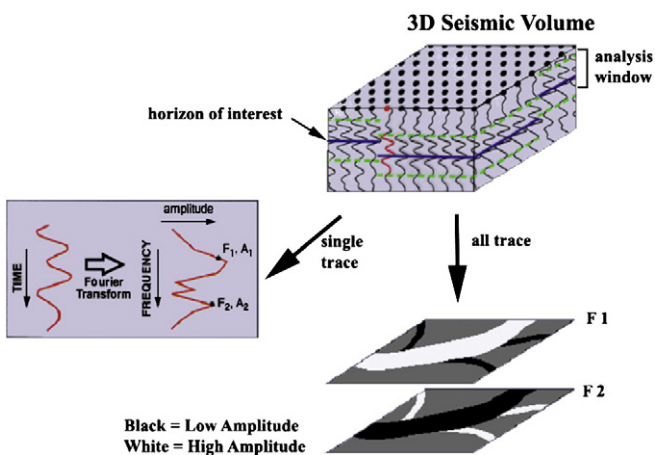 3D Seismic Volume
analysis
window
horizon of interest
amplitude
F1, A1
TIME
Fourier
Transform
FREQUENCY
F2, A2
single
trace
all trace
F 1
F 2
Black = Low Amplitude
White = High Amplitude